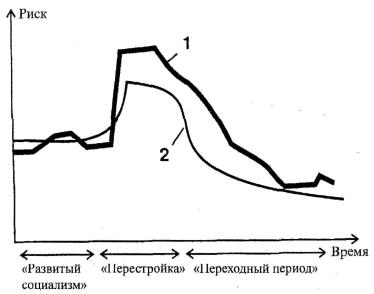 Риск
1
2
Время
«Развитый социализм»
«Перестройка»
«Переходный период»